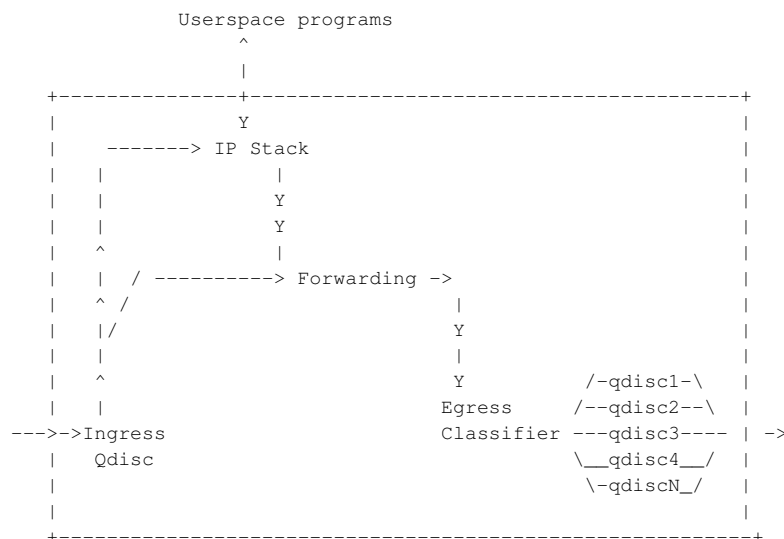 Userspace programs
^
|
+---------------+-----------------------------------------+
| Y |
| -------> IP Stack |
| | | |
| | Y |
| | Y |
| ^ | |
| | / ----------> Forwarding -> |
| ^ / | |
| |/ Y |
| | | |
| ^ Y /-qdisc1-\ |
| | Egress /--qdisc2--\ |
--->->Ingress Classifier ---qdisc3---- | ->
| Qdisc \__qdisc4__/ |
| \-qdiscN_/ |
| |
+----------------------------------------------------------+